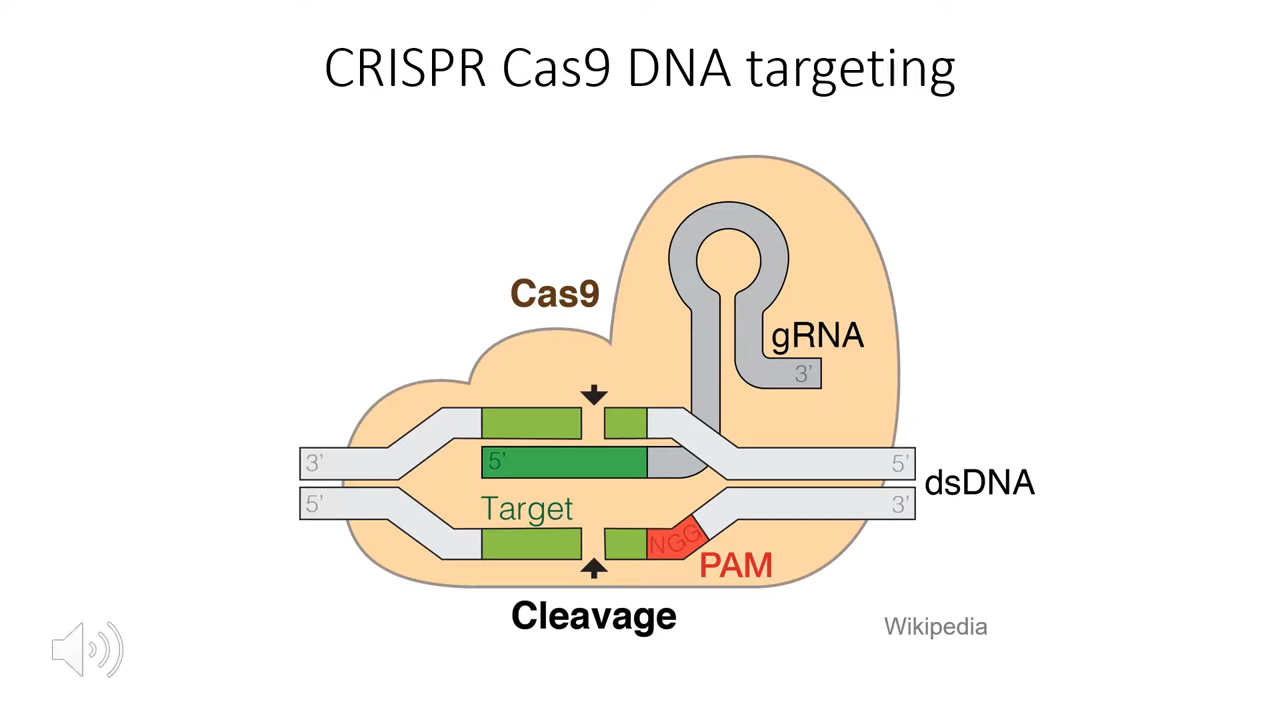 CRISPR Cas9 DNA targeting
Cas9
gRNA
3’
3’
5’
5’
dsDNA
5’
3’
Target
NGG
PAM
Cleavage
Wikipedia